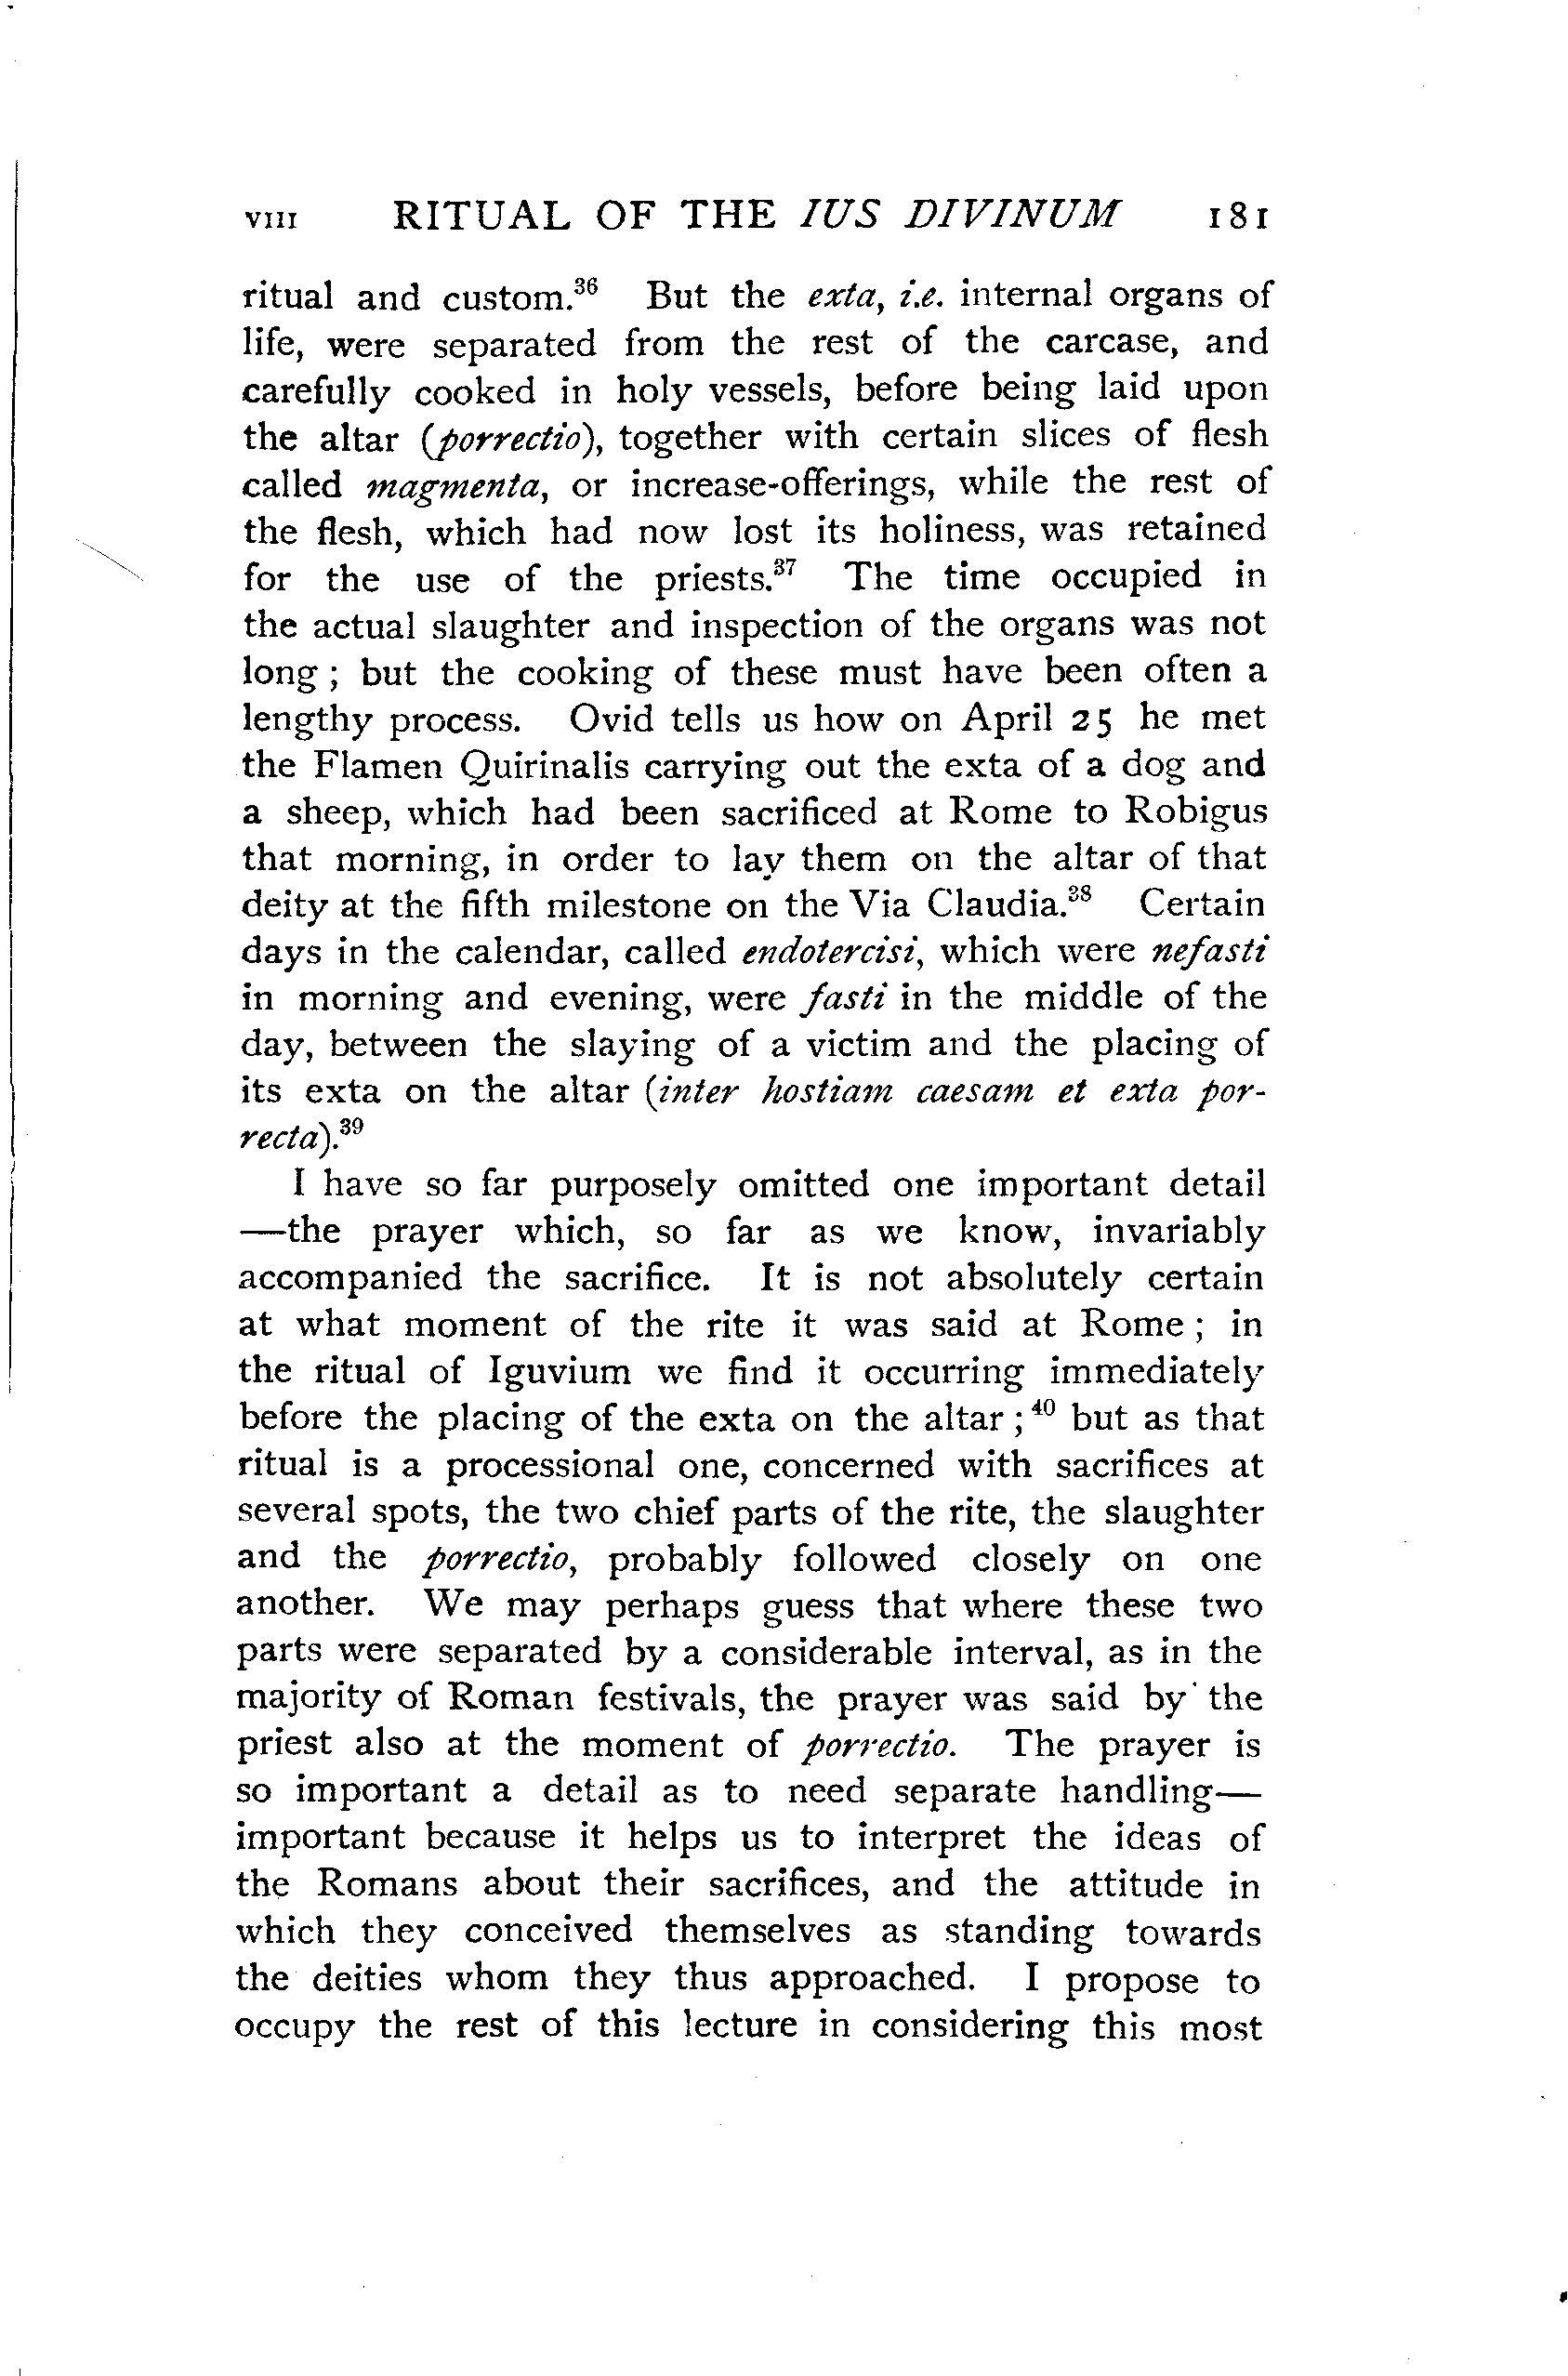 VIII RITUAL OF THE IUS DIVINUM 181
ritual and custom.³⁶ But the exta, i.e. internal organs of
life, were separated from the rest of the carcase, and
carefully cooked in holy vessels, before being laid upon
the altar (porrectio), together with certain slices of flesh
called magmenta, or increase-offerings, while the rest of
the flesh, which had now lost its holiness, was retained
for the use of the priests.³⁷ The time occupied in
the actual slaughter and inspection of the organs was not
long ; but the cooking of these must have been often a
lengthy process. Ovid tells us how on April 25 he met
the Flamen Quirinalis carrying out the exta of a dog and
a sheep, which had been sacrificed at Rome to Robigus
that morning, in order to lay them on the altar of that
deity at the fifth milestone on the Via Claudia.³⁸ Certain
days in the calendar, called endotercisi, which were nefasti
in morning and evening, were fasti in the middle of the
day, between the slaying of a victim and the placing of
its exta on the altar (inter hostiam caesam et exta por-
recta).³⁹
I have so far purposely omitted one important detail
—the prayer which, so far as we know, invariably
accompanied the sacrifice. It is not absolutely certain
at what moment of the rite it was said at Rome ; in
the ritual of Iguvium we find it occurring immediately
before the placing of the exta on the altar ;⁴⁰ but as that
ritual is a processional one, concerned with sacrifices at
several spots, the two chief parts of the rite, the slaughter
and the porrectio, probably followed closely on one
another. We may perhaps guess that where these two
parts were separated by a considerable interval, as in the
majority of Roman festivals, the prayer was said by the
priest also at the moment of porrectio. The prayer is
so important a detail as to need separate handling—
important because it helps us to interpret the ideas of
the Romans about their sacrifices, and the attitude in
which they conceived themselves as standing towards
the deities whom they thus approached. I propose to
occupy the rest of this lecture in considering this most